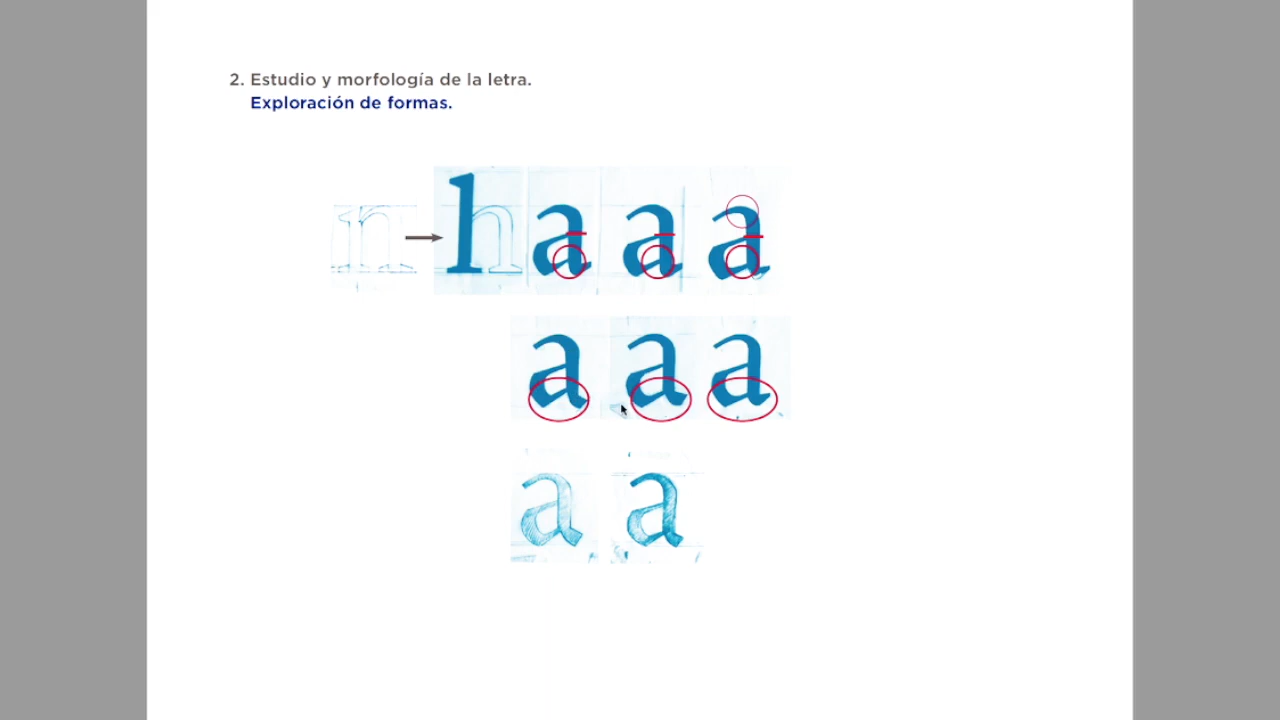 2. Estudio y morfología de la letra.
Exploración de formas.
n h a a a
a a a
a a